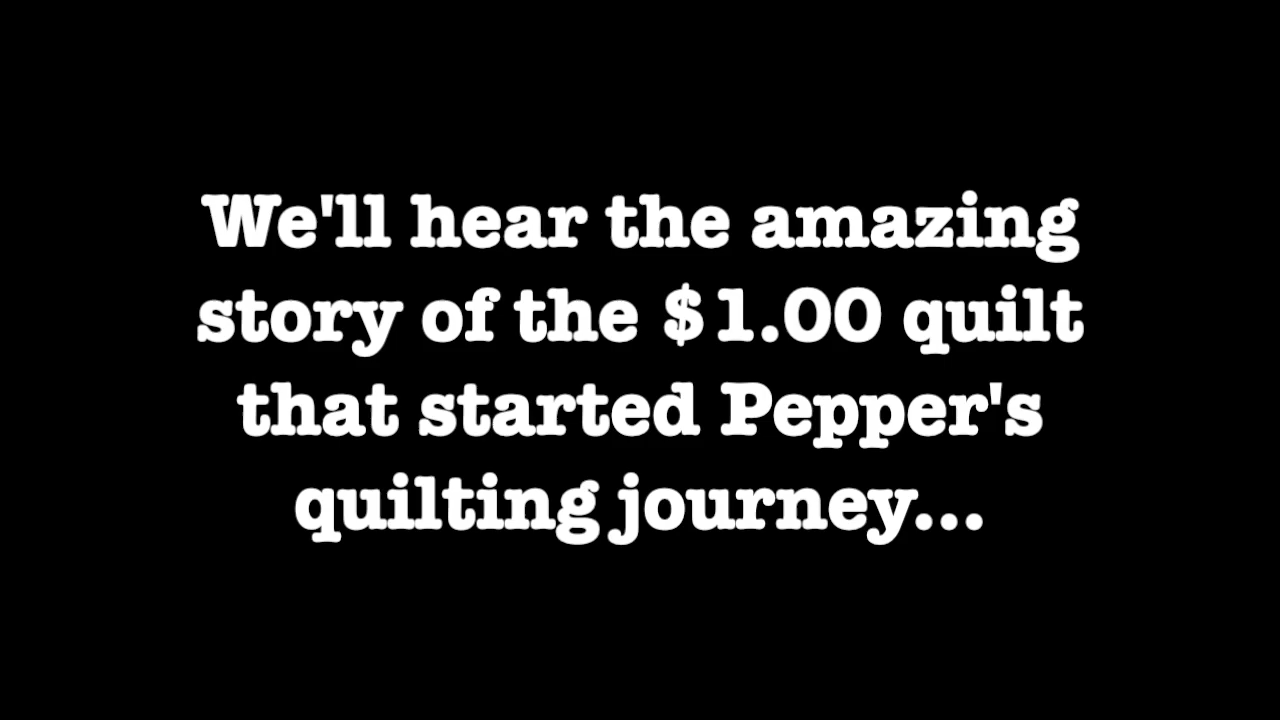 We'll hear the amazing
story of the $1.00 quilt
that started Pepper's
quilting journey...